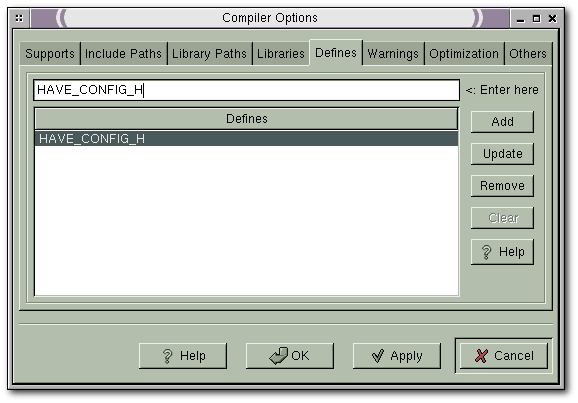 Compiler Options
Supports Include Paths Library Paths Libraries Defines Warnings Optimization Others
HAVE_CONFIG_H <: Enter here
Defines
HAVE_CONFIG_H
Add
Update
Remove
Clear
? Help
? Help OK Apply Cancel